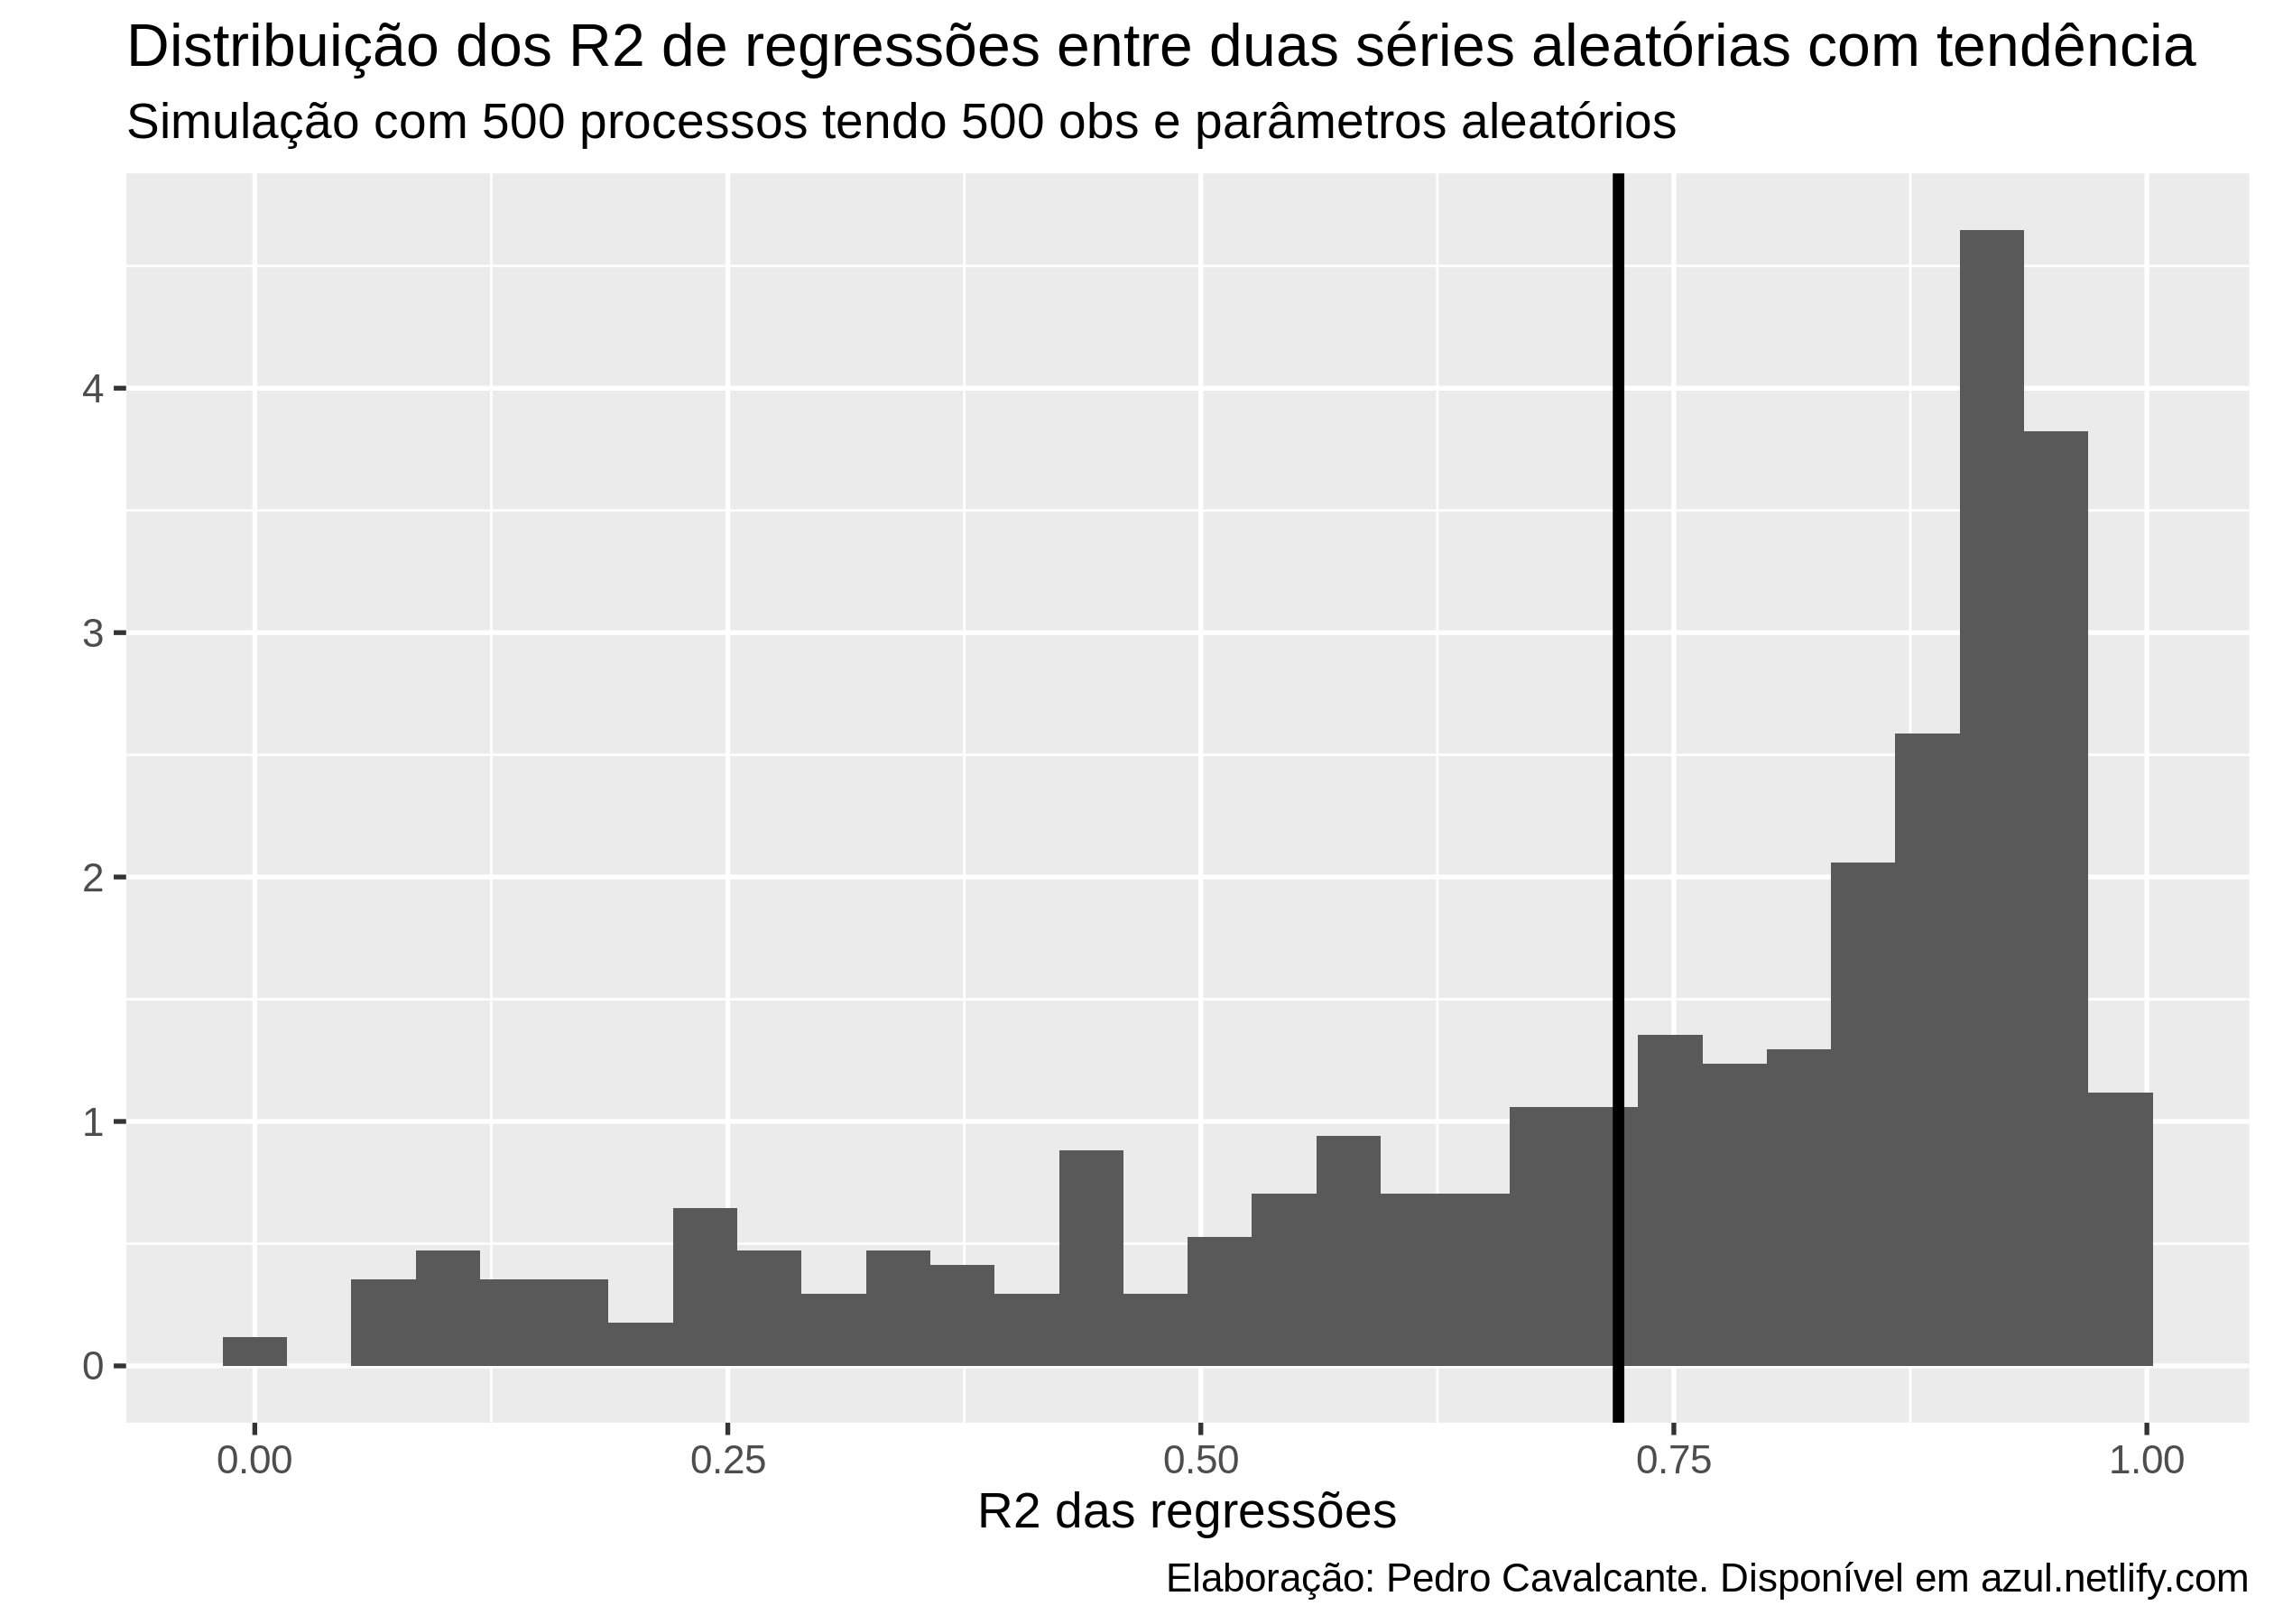 Distribuição dos R2 de regressões entre duas séries aleatórias com tendência
Simulação com 500 processos tendo 500 obs e parâmetros aleatórios
4
3
2
1
0
0.00 0.25 0.50 0.75 1.00
R2 das regressões
Elaboração: Pedro Cavalcante. Disponível em azul.netlify.com